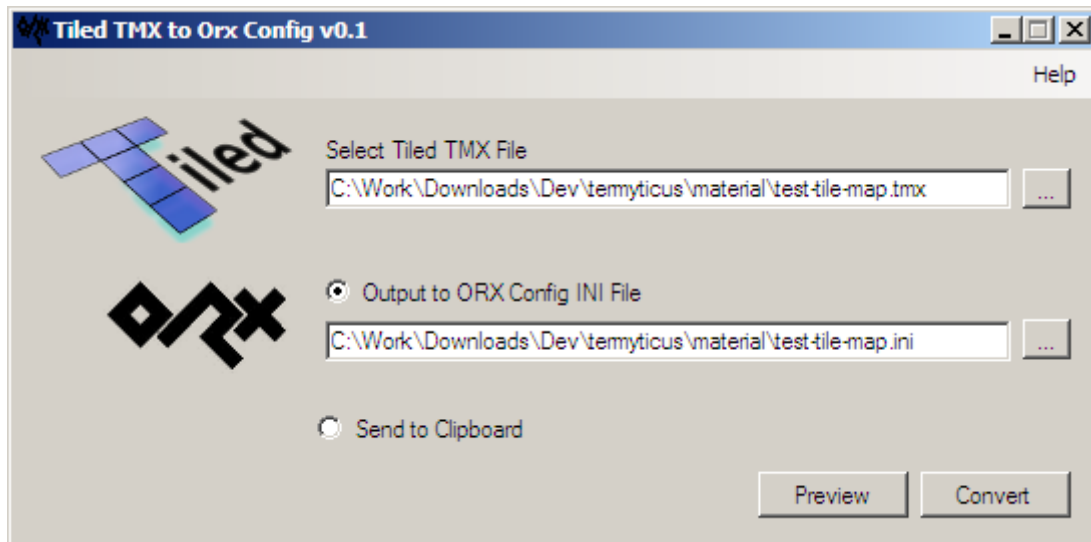 Tiled TMX to Orx Config v0.1
Help
Tiled
Select Tiled TMX File
C:\Work\Downloads\Dev\termyticus\material\test-tile-map.tmx
...
orx
Output to ORX Config INI File
C:\Work\Downloads\Dev\termyticus\material\test-tile-map.ini
...
Send to Clipboard
Preview Convert